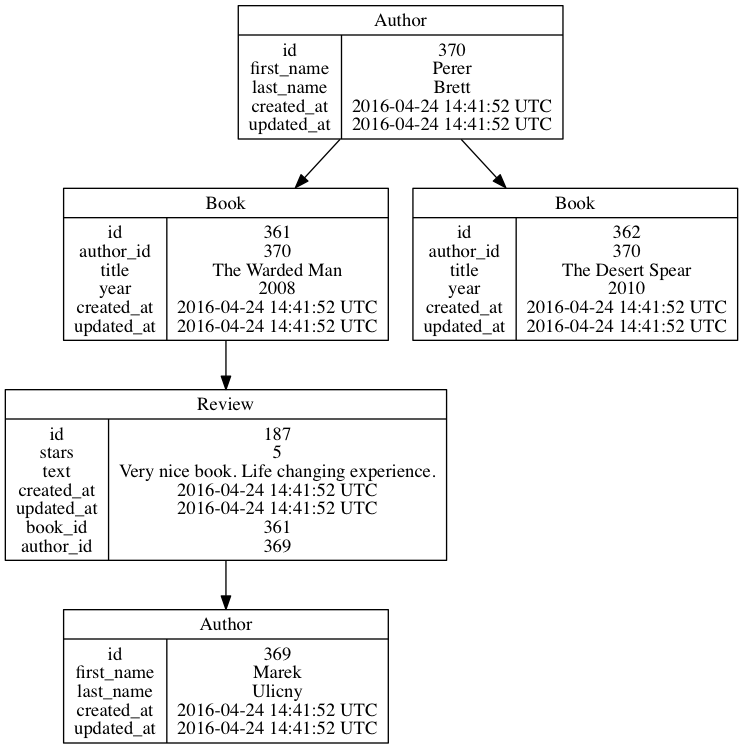 Author
id 370
first_name Perer
last_name Brett
created_at 2016-04-24 14:41:52 UTC
updated_at 2016-04-24 14:41:52 UTC
Book
id 361
author_id 370
title The Warded Man
year 2008
created_at 2016-04-24 14:41:52 UTC
updated_at 2016-04-24 14:41:52 UTC
Book
id 362
author_id 370
title The Desert Spear
year 2010
created_at 2016-04-24 14:41:52 UTC
updated_at 2016-04-24 14:41:52 UTC
Review
id 187
stars 5
text Very nice book. Life changing experience.
created_at 2016-04-24 14:41:52 UTC
updated_at 2016-04-24 14:41:52 UTC
book_id 361
author_id 369
Author
id 369
first_name Marek
last_name Ulicny
created_at 2016-04-24 14:41:52 UTC
updated_at 2016-04-24 14:41:52 UTC